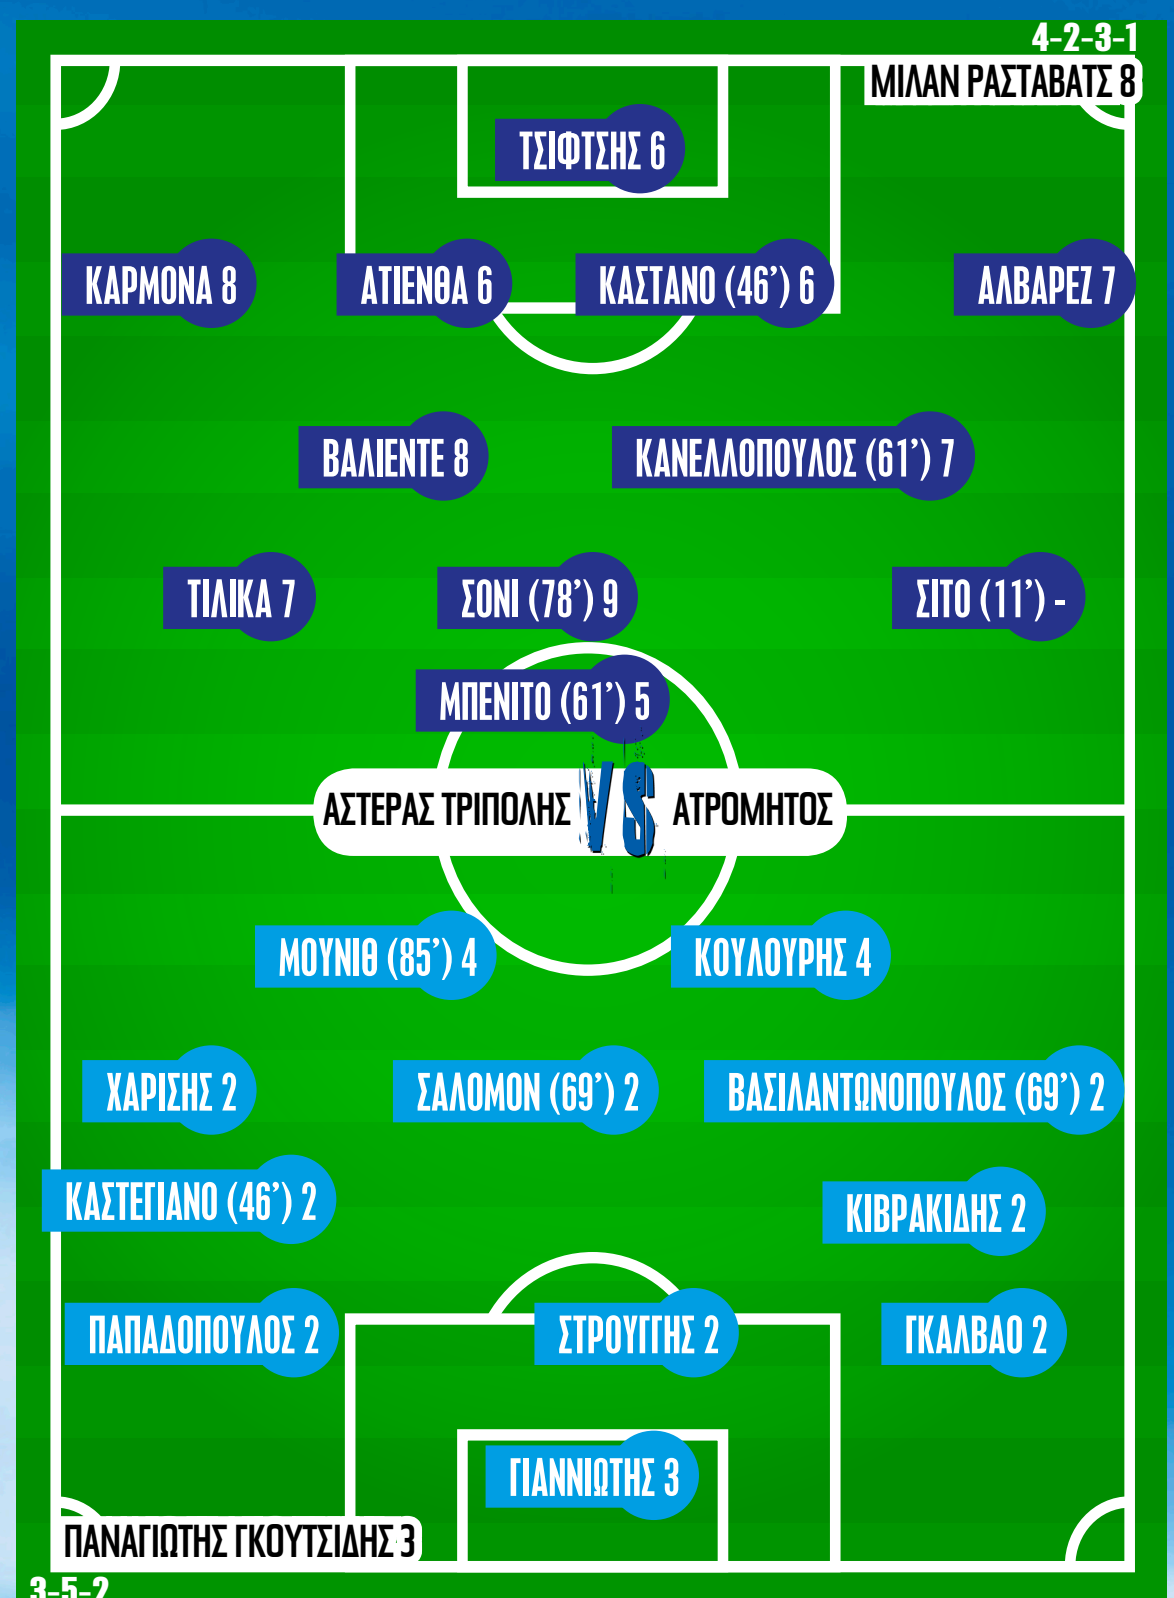 4-2-3-1
ΜΙΛΑΝ ΡΑΣΤΑΒΑΤΣ 8
ΤΣΙΦΤΣΗΣ 6
ΚΑΡΜΟΝΑ 8
ΑΤΙΕΝΘΑ 6
ΚΑΣΤΑΝΟ (46’) 6
ΑΛΒΑΡΕΖ 7
ΒΑΛΙΕΝΤΕ 8
ΚΑΝΕΛΛΟΠΟΥΛΟΣ (61’) 7
ΤΙΛΙΚΑ 7
ΣΟΝΙ (78’) 9
ΣΙΤΟ (11’) -
ΜΠΕΝΙΤΟ (61’) 5
ΑΣΤΕΡΑΣ ΤΡΙΠΟΛΗΣ VS ΑΤΡΟΜΗΤΟΣ
ΜΟΥΝΙΘ (85’) 4
ΚΟΥΛΟΥΡΗΣ 4
ΧΑΡΙΣΗΣ 2
ΣΑΛΟΜΟΝ (69’) 2
ΒΑΣΙΛΑΝΤΩΝΟΠΟΥΛΟΣ (69’) 2
ΚΑΣΤΕΓΙΑΝΟ (46’) 2
ΚΙΒΡΑΚΙΔΗΣ 2
ΠΑΠΑΔΟΠΟΥΛΟΣ 2
ΣΤΡΟΥΓΓΗΣ 2
ΓΚΑΛΒΑΟ 2
ΓΙΑΝΝΙΩΤΗΣ 3
ΠΑΝΑΓΙΩΤΗΣ ΓΚΟΥΤΣΙΔΗΣ 3
3-5-2